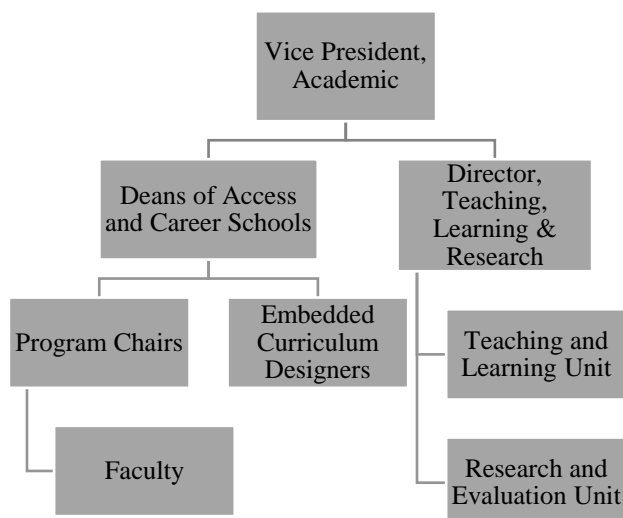 Vice President,
Academic
Deans of Access
and Career Schools
Director,
Teaching,
Learning &
Research
Program Chairs
Embedded
Curriculum
Designers
Teaching and
Learning Unit
Faculty
Research and
Evaluation Unit